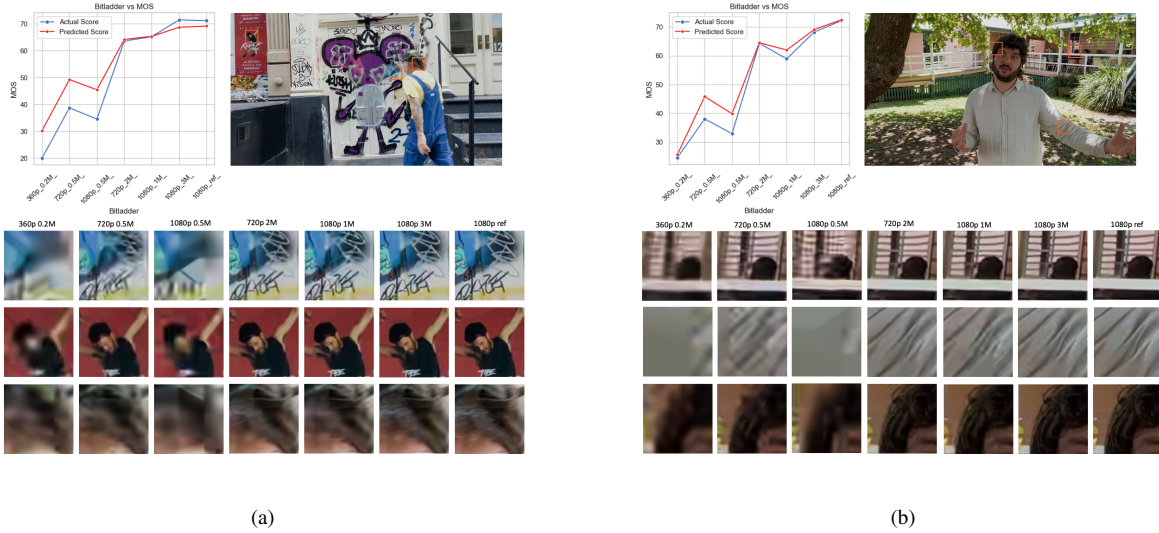 Bitladder vs MOS
70
60
50
40
30
20
MOS
Actual Score
Predicted Score
360p_0.2M_
720p_0.5M_
1080p_0.5M_
720p_2M_
1080p_1M_
1080p_3M_
1080p_ref_
Bitladder
360p 0.2M 720p 0.5M 1080p 0.5M 720p 2M 1080p 1M 1080p 3M 1080p ref
(a)
Bitladder vs MOS
70
60
50
40
30
MOS
Actual Score
Predicted Score
360p_0.2M_
720p_0.5M_
1080p_0.5M_
720p_2M_
1080p_1M_
1080p_3M_
1080p_ref_
Bitladder
360p 0.2M 720p 0.5M 1080p 0.5M 720p 2M 1080p 1M 1080p 3M 1080p ref
(b)